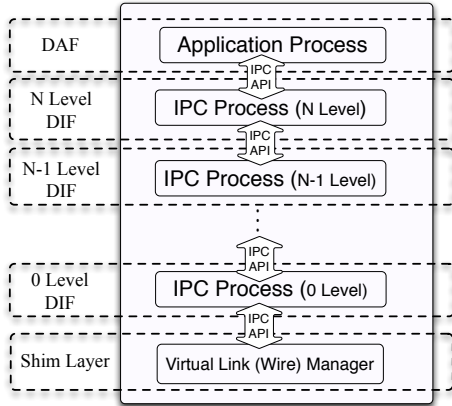 DAF
Application Process
IPC
API
N Level
DIF
IPC Process (N Level)
IPC
API
N-1 Level
DIF
IPC Process (N-1 Level)
IPC
API
0 Level
DIF
IPC Process (0 Level)
IPC
API
Shim Layer
Virtual Link (Wire) Manager